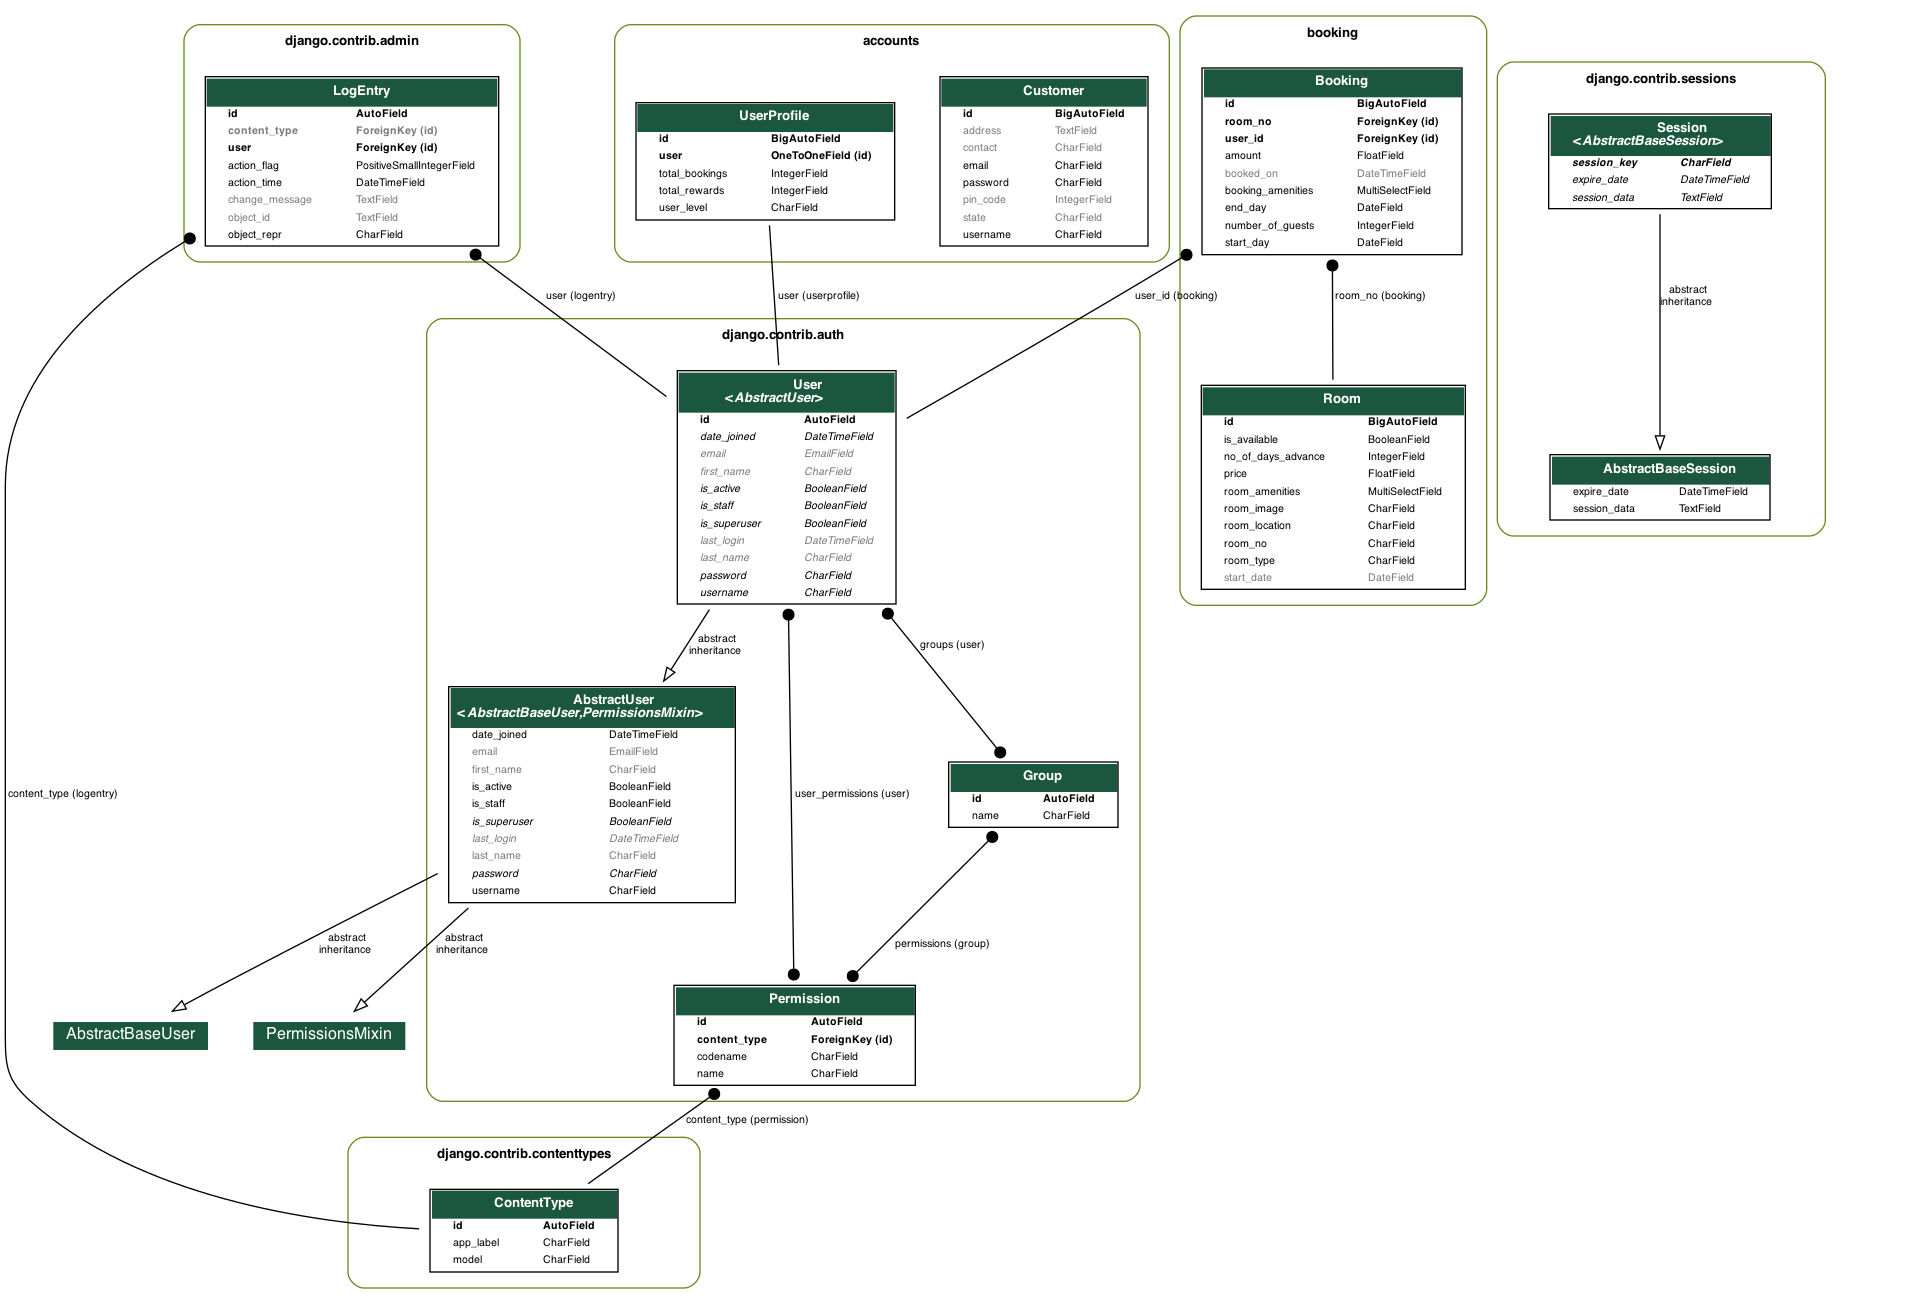 django.contrib.admin
LogEntry
id AutoField
content_type ForeignKey (id)
user ForeignKey (id)
action_flag PositiveSmallIntegerField
action_time DateTimeField
change_message TextField
object_id TextField
object_repr CharField
accounts
UserProfile
id BigAutoField
user OneToOneField (id)
total_bookings IntegerField
total_rewards IntegerField
user_level CharField
Customer
id BigAutoField
address TextField
contact CharField
email CharField
password CharField
pin_code IntegerField
state CharField
username CharField
booking
Booking
id BigAutoField
room_no ForeignKey (id)
user_id ForeignKey (id)
amount FloatField
booked_on DateTimeField
booking_amenities MultiSelectField
end_day DateField
number_of_guests IntegerField
start_day DateField
django.contrib.sessions
Session
<AbstractBaseSession>
session_key CharField
expire_date DateTimeField
session_data TextField
user (logentry)
user (userprofile)
user_id (booking)
room_no (booking)
abstract
inheritance
django.contrib.auth
User
<AbstractUser>
id AutoField
date_joined DateTimeField
email EmailField
first_name CharField
is_active BooleanField
is_staff BooleanField
is_superuser BooleanField
last_login DateTimeField
last_name CharField
password CharField
username CharField
Room
id BigAutoField
is_available BooleanField
no_of_days_advance IntegerField
price FloatField
room_amenities MultiSelectField
room_image CharField
room_location CharField
room_no CharField
room_type CharField
start_date DateField
AbstractBaseSession
expire_date DateTimeField
session_data TextField
abstract
inheritance
groups (user)
AbstractUser
<AbstractBaseUser,PermissionsMixin>
date_joined DateTimeField
email EmailField
first_name CharField
is_active BooleanField
is_staff BooleanField
is_superuser BooleanField
last_login DateTimeField
last_name CharField
password CharField
username CharField
content_type (logentry)
user_permissions (user)
Group
id AutoField
name CharField
abstract
inheritance
abstract
inheritance
permissions (group)
AbstractBaseUser
PermissionsMixin
Permission
id AutoField
content_type ForeignKey (id)
codename CharField
name CharField
content_type (permission)
django.contrib.contenttypes
ContentType
id AutoField
app_label CharField
model CharField